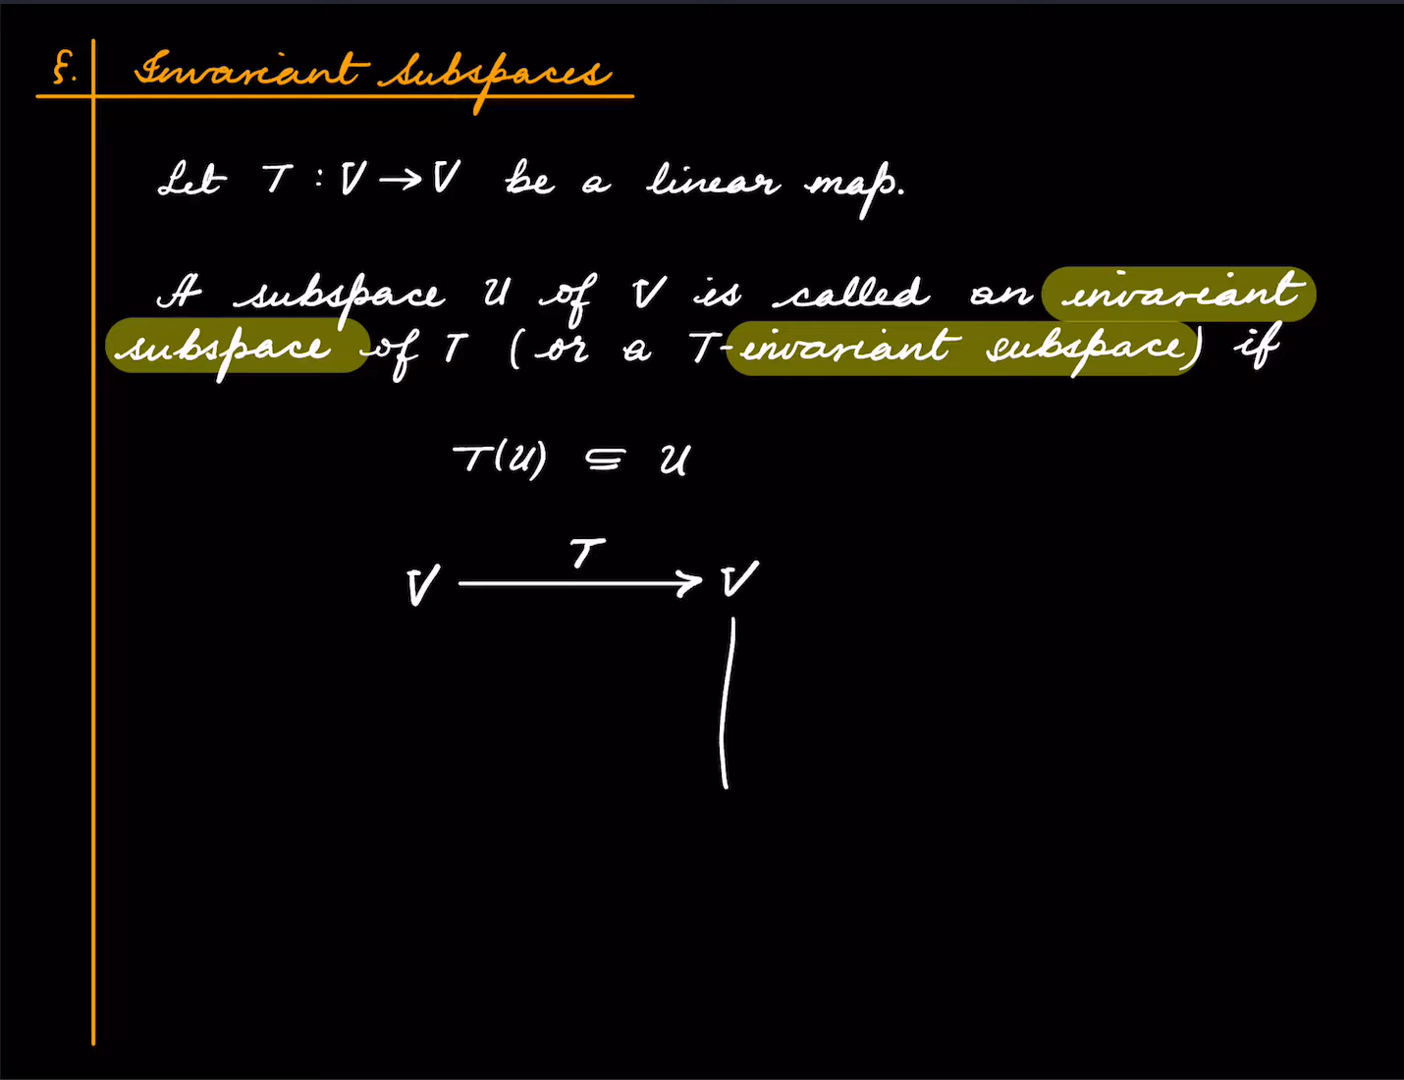 §. Invariant Subspaces
Let T : V → V be a linear map.
A subspace U of V is called an invariant
subspace of T (or a T-invariant subspace) if
T(U) ⊆ U
T
V → V